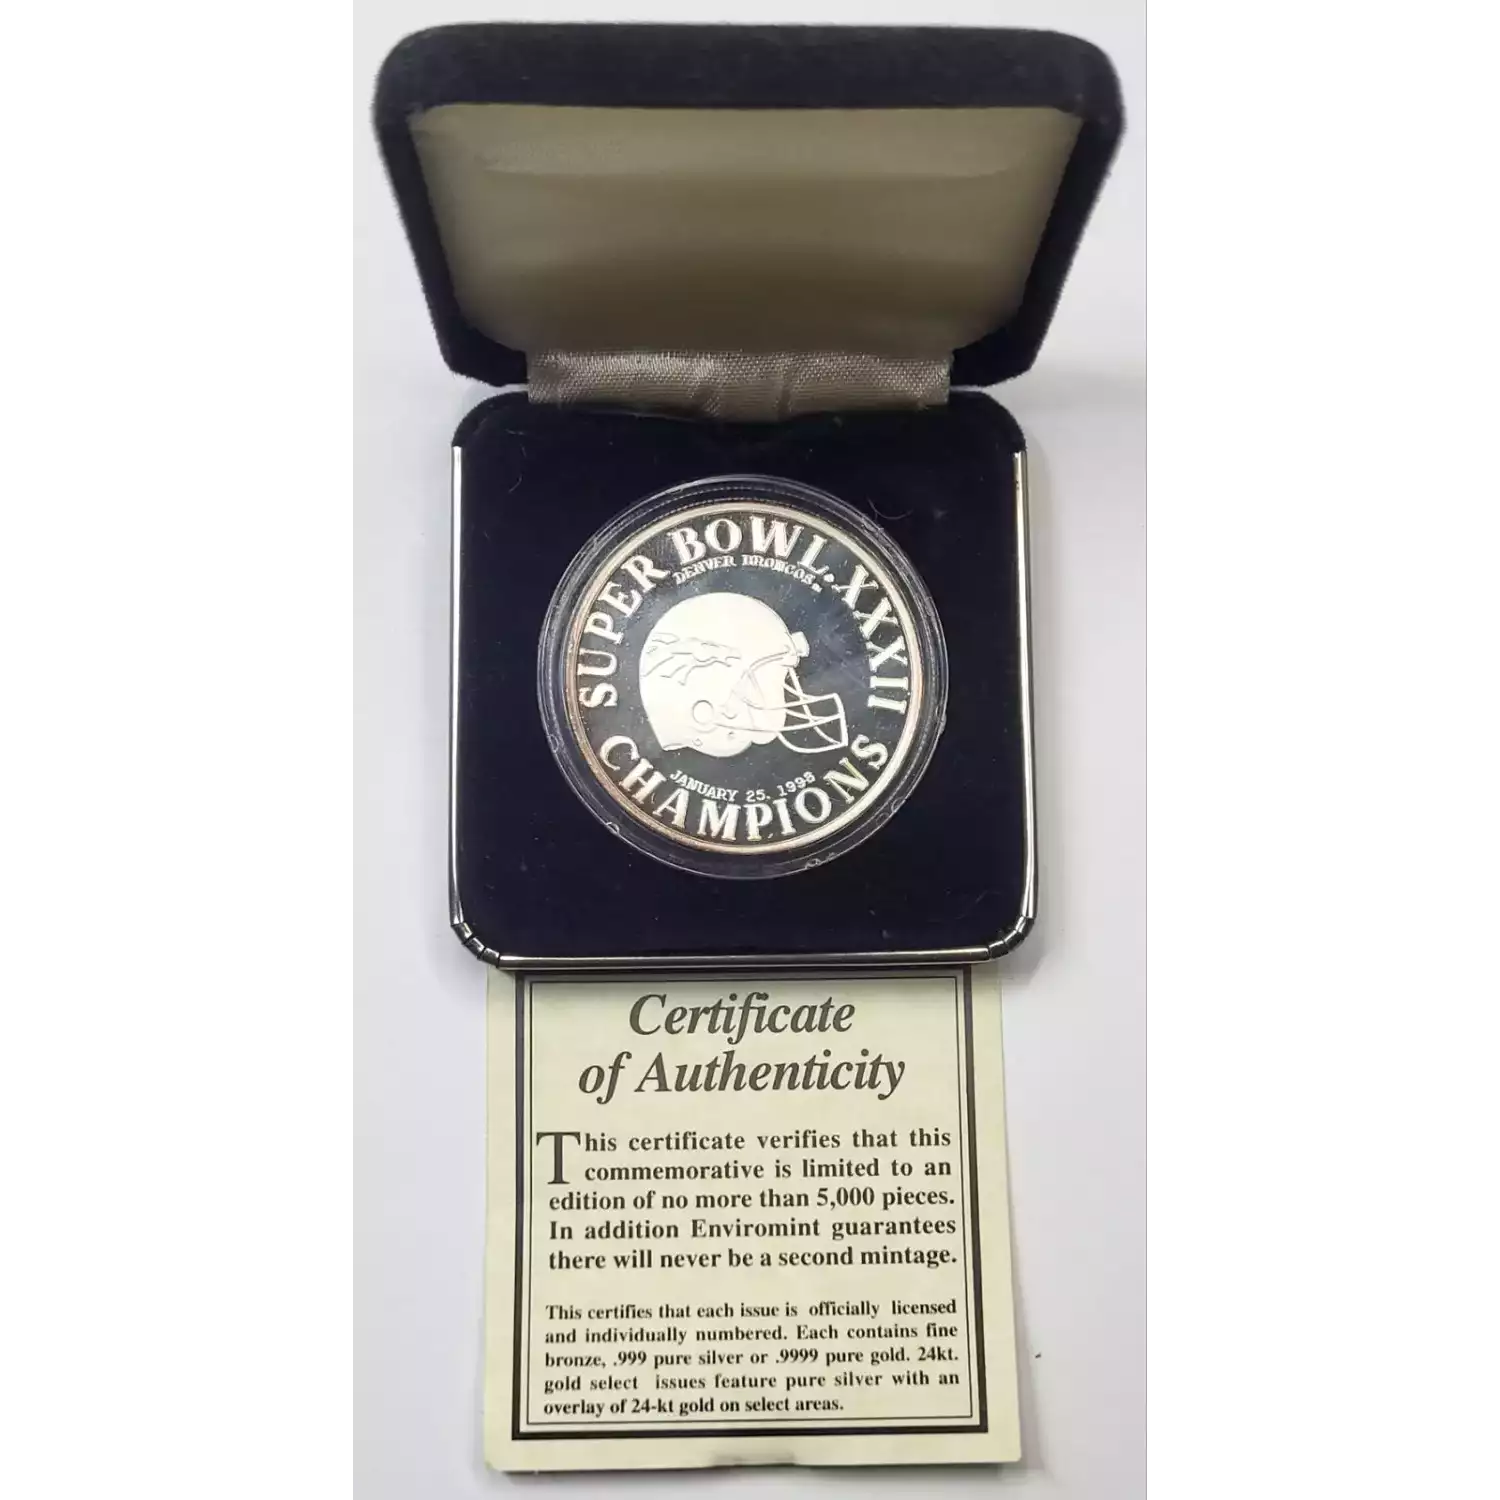 SUPER BOWL XXXII
DENVER BRONCOS™
JANUARY 25, 1998
CHAMPIONS
Certificate
of Authenticity
This certificate verifies that this
commemorative is limited to an
edition of no more than 5,000 pieces.
In addition Enviromint guarantees
there will never be a second mintage.
This certifies that each issue is officially licensed
and individually numbered. Each contains fine
bronze, .999 pure silver or .9999 pure gold. 24kt.
gold select issues feature pure silver with an
overlay of 24-kt gold on select areas.